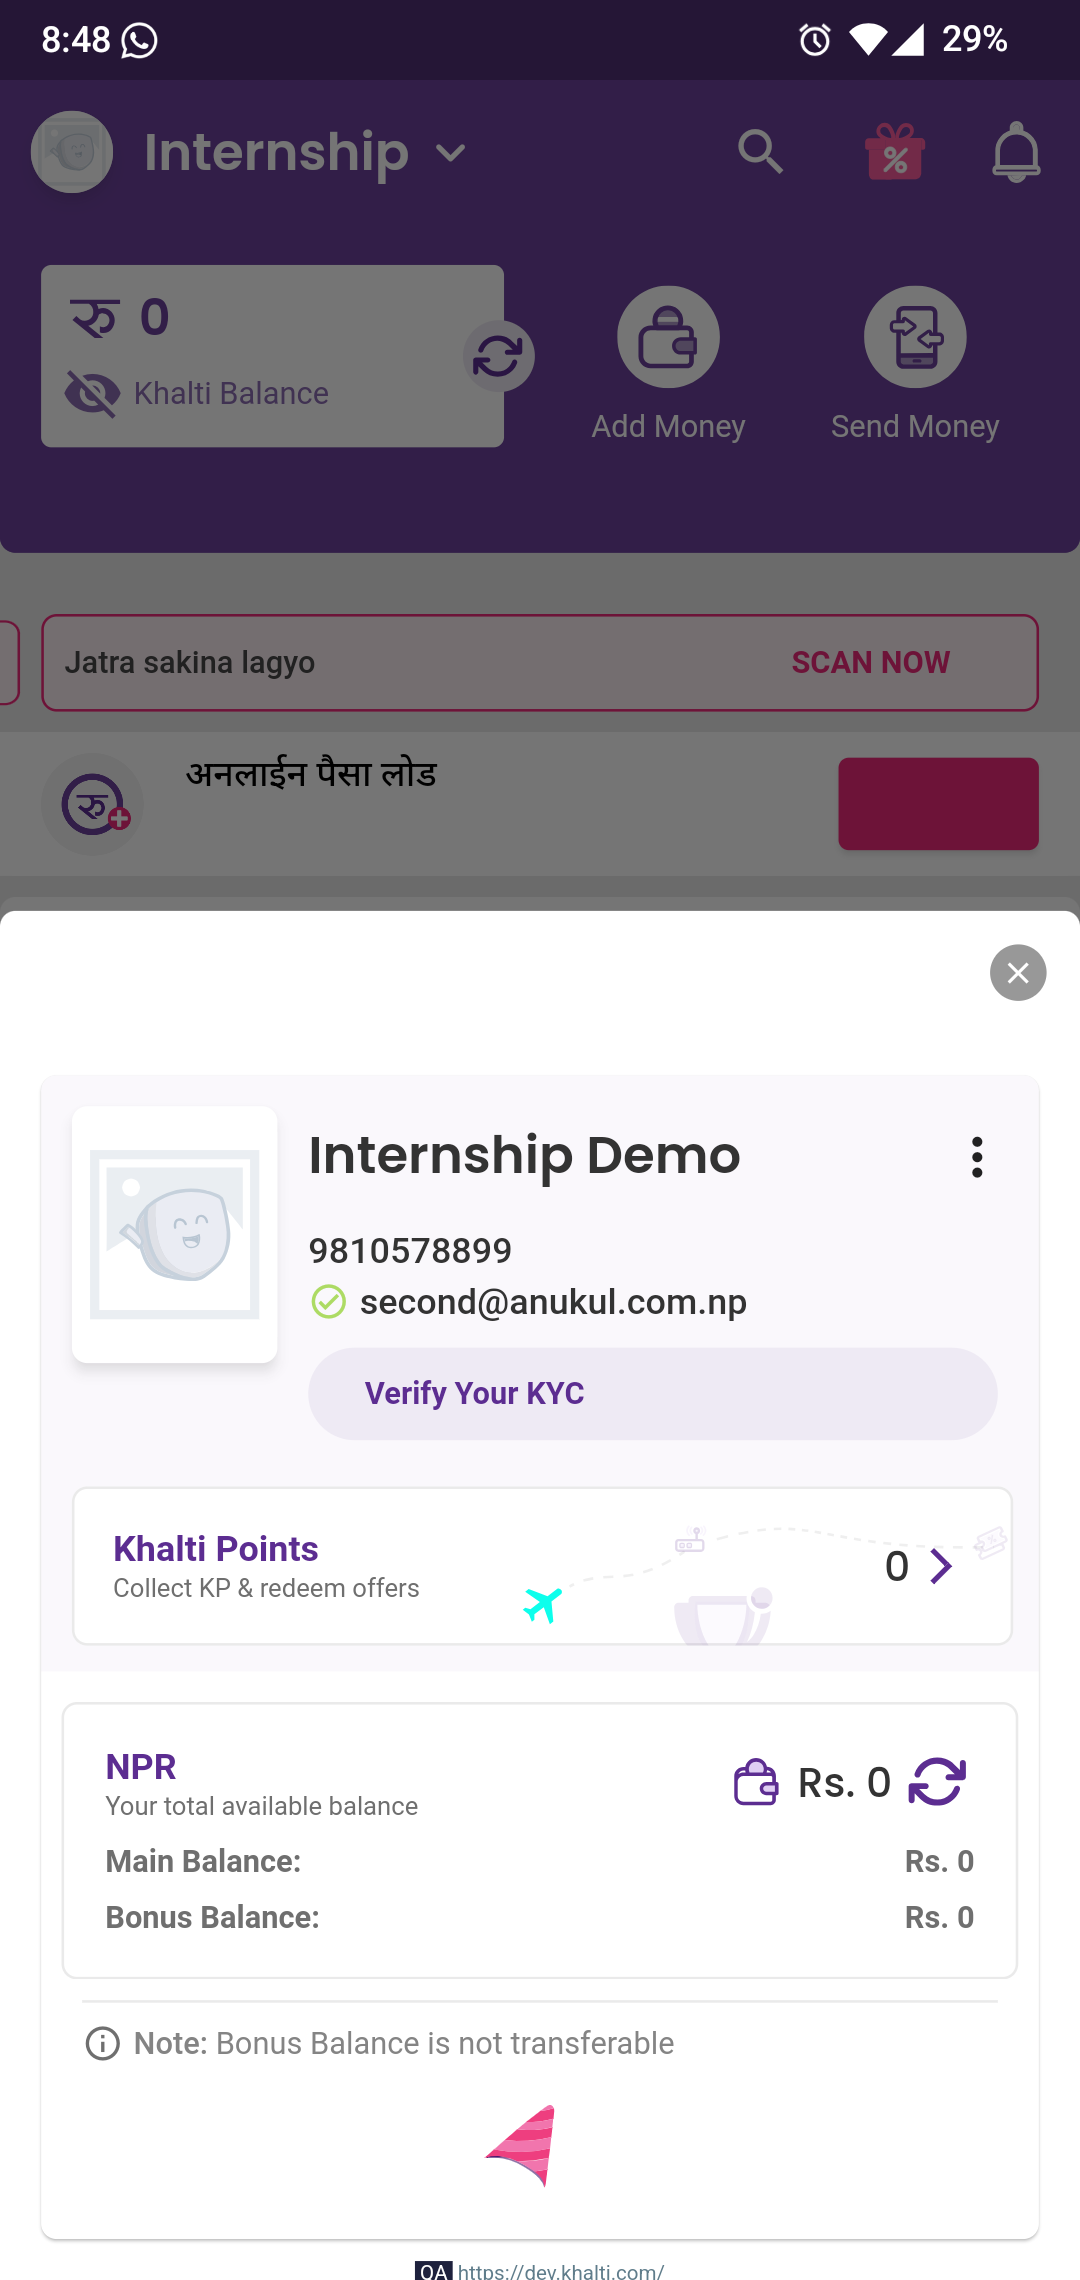 8:48
29%
Internship
रु 0
Khalti Balance
Add Money
Send Money
Jatra sakina lagyo
SCAN NOW
रु
अनलाईन पैसा लोड
Internship Demo
9810578899
second@anukul.com.np
Verify Your KYC
Khalti Points
Collect KP & redeem offers
0
NPR
Your total available balance
Rs. 0
Main Balance: Rs. 0
Bonus Balance: Rs. 0
Note: Bonus Balance is not transferable
QA https://dev.khalti.com/